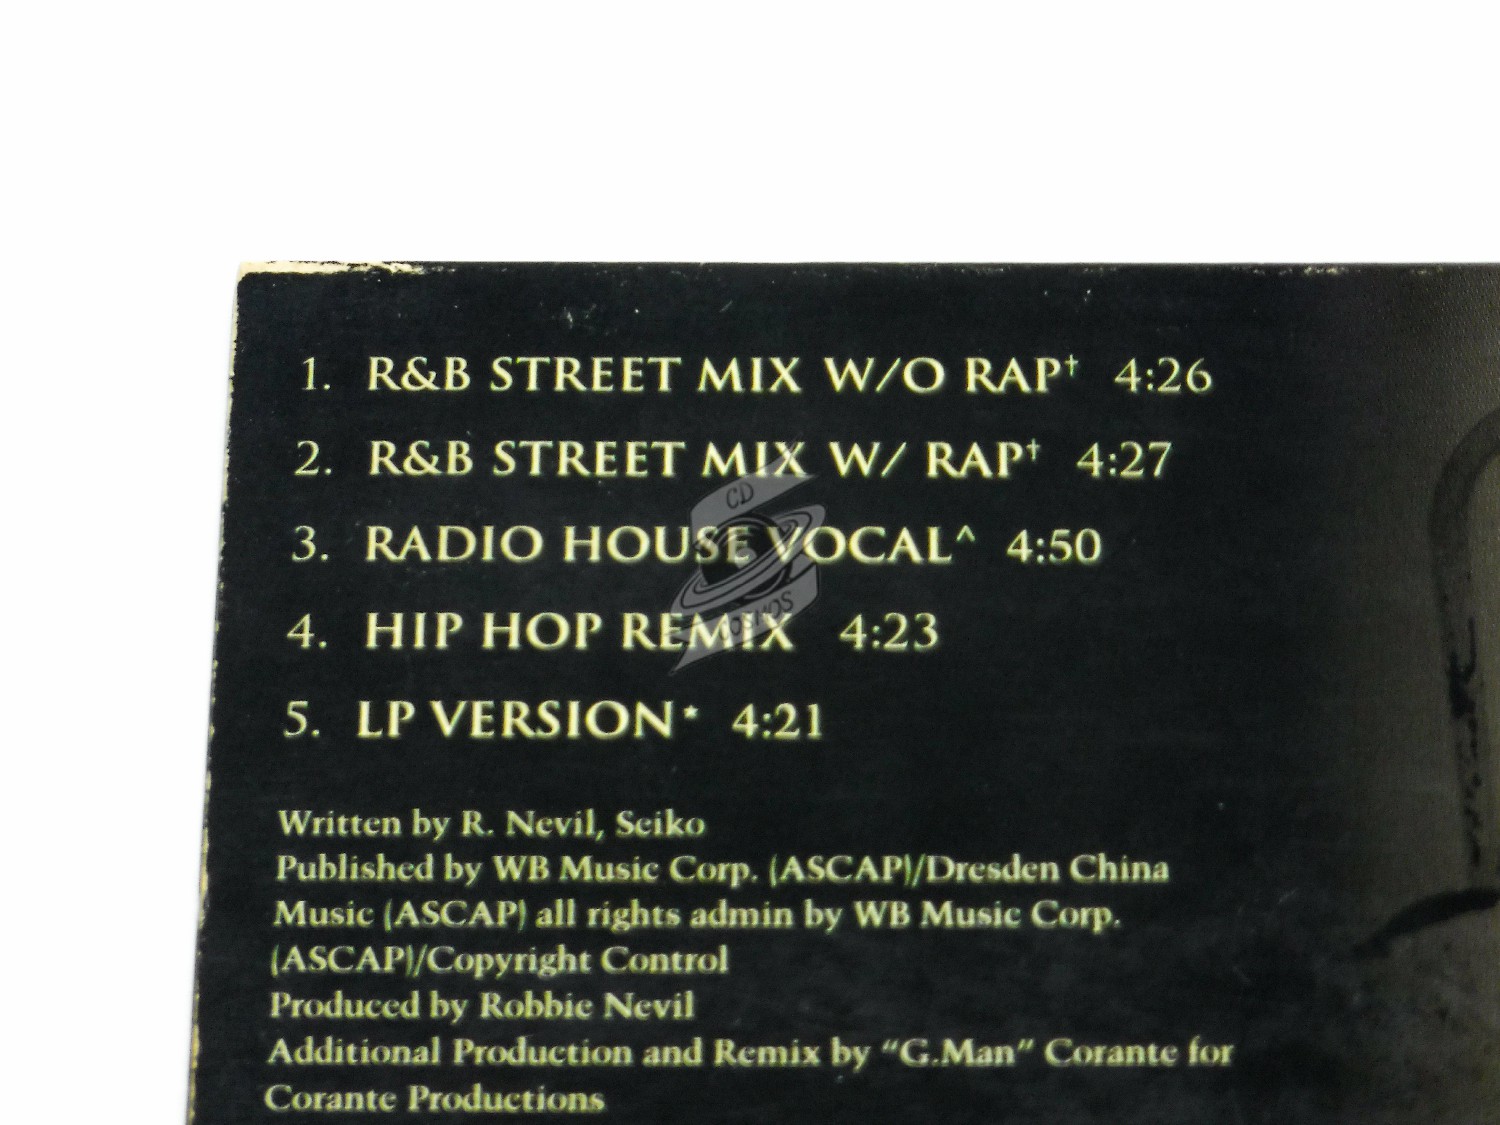 1. R&B STREET MIX W/O RAP† 4:26
2. R&B STREET MIX W/ RAP† 4:27
3. RADIO HOUSE VOCAL^ 4:50
4. HIP HOP REMIX 4:23
5. LP VERSION* 4:21
Written by R. Nevil, Seiko
Published by WB Music Corp. (ASCAP)/Dresden China
Music (ASCAP) all rights admin by WB Music Corp.
(ASCAP)/Copyright Control
Produced by Robbie Nevil
Additional Production and Remix by “G.Man” Corante for
Corante Productions
CD
COSMOS